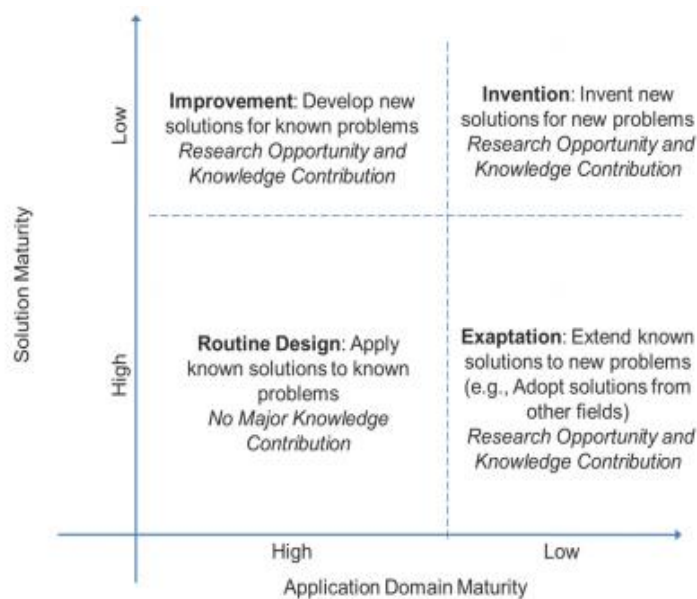 Improvement: Develop new
solutions for known problems
Research Opportunity and
Knowledge Contribution
Invention: Invent new
solutions for new problems
Research Opportunity and
Knowledge Contribution
Low
Solution Maturity
High
Routine Design: Apply
known solutions to known
problems
No Major Knowledge
Contribution
Exaptation: Extend known
solutions to new problems
(e.g., Adopt solutions from
other fields)
Research Opportunity and
Knowledge Contribution
High
Low
Application Domain Maturity